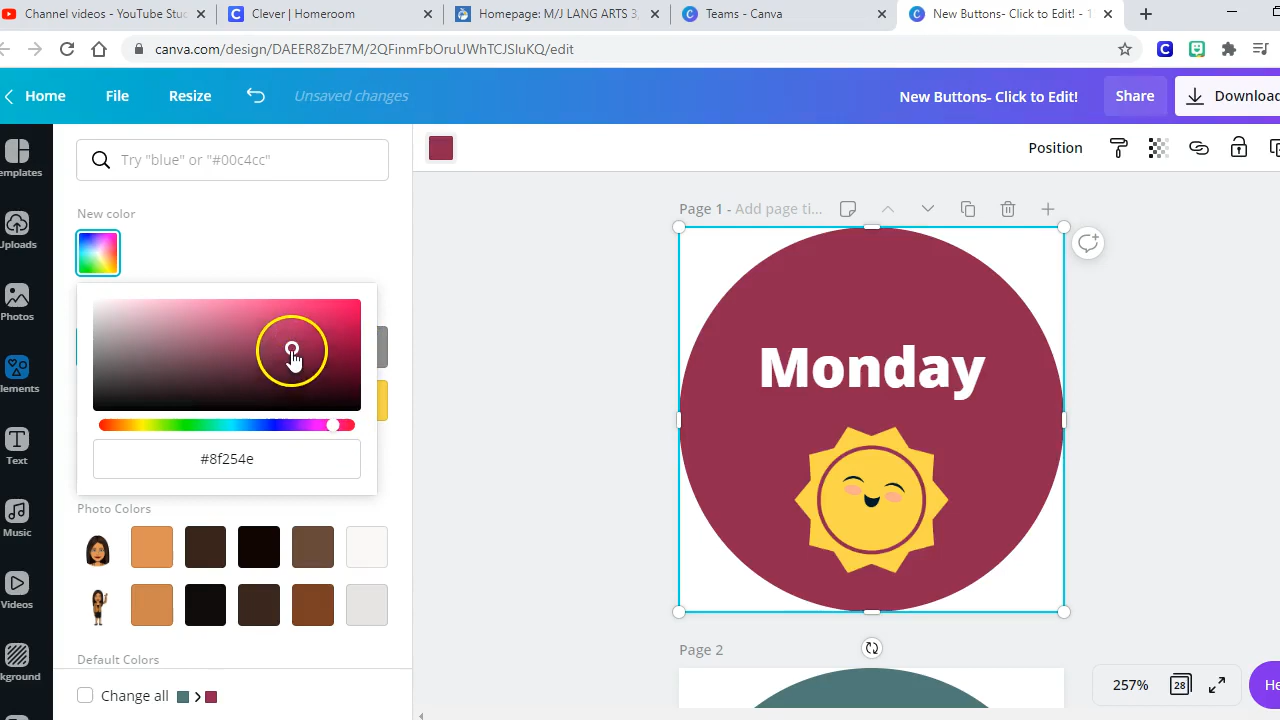 Channel videos - YouTube Stu
Clever | Homeroom
Homepage: M/J LANG ARTS 3,
Teams - Canva
New Buttons- Click to Edit! - 1
canva.com/design/DAEER8ZbE7M/2QFinmFbOruUWhTCJSluKQ/edit
Home
File
Resize
Unsaved changes
New Buttons- Click to Edit!
Share
Download
emplates
Uploads
Photos
lements
Text
Music
Videos
kground
Try "blue" or "#00c4cc"
New color
#8f254e
Photo Colors
Default Colors
Change all
Position
Page 1 - Add page ti...
Monday
Page 2
257%
28
He